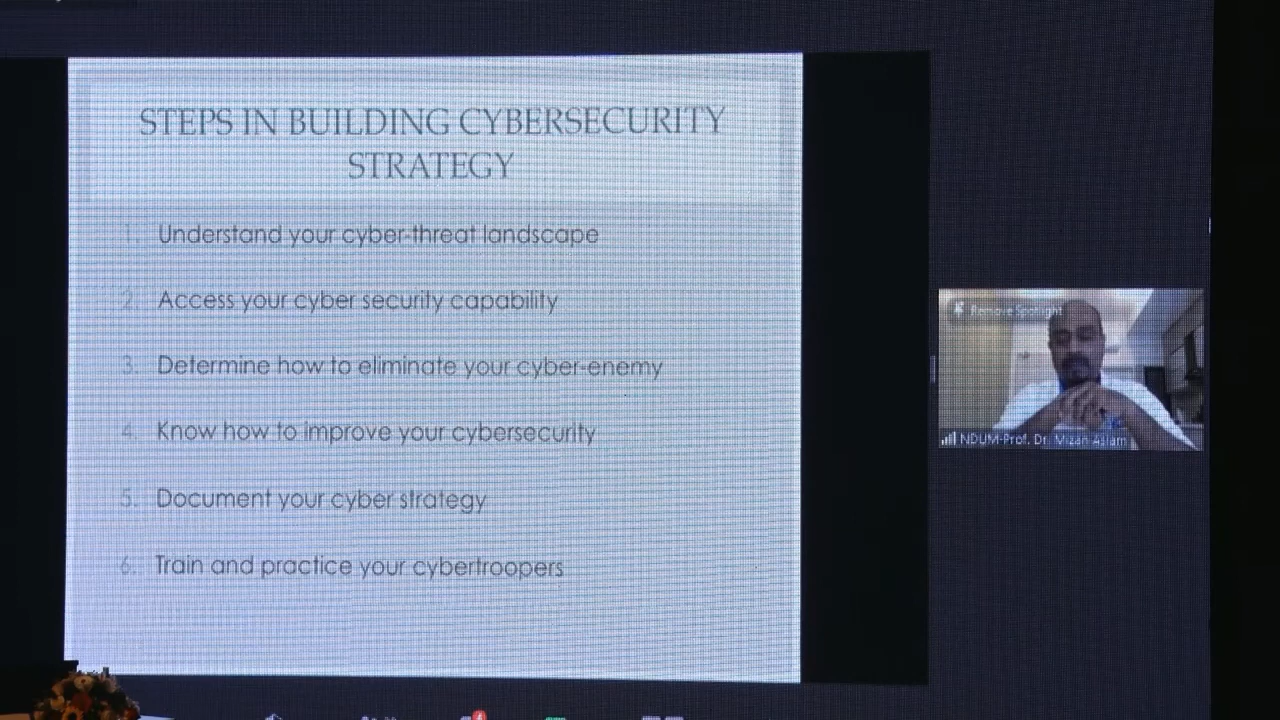 STEPS IN BUILDING CYBERSECURITY
STRATEGY
1. Understand your cyber-threat landscape
2. Access your cyber security capability
3. Determine how to eliminate your cyber-enemy
4. Know how to improve your cybersecurity
5. Document your cyber strategy
6. Train and practice your cybertroopers
Remove Spotlight
NDUM-Prof. Dr. Mizan Aslam